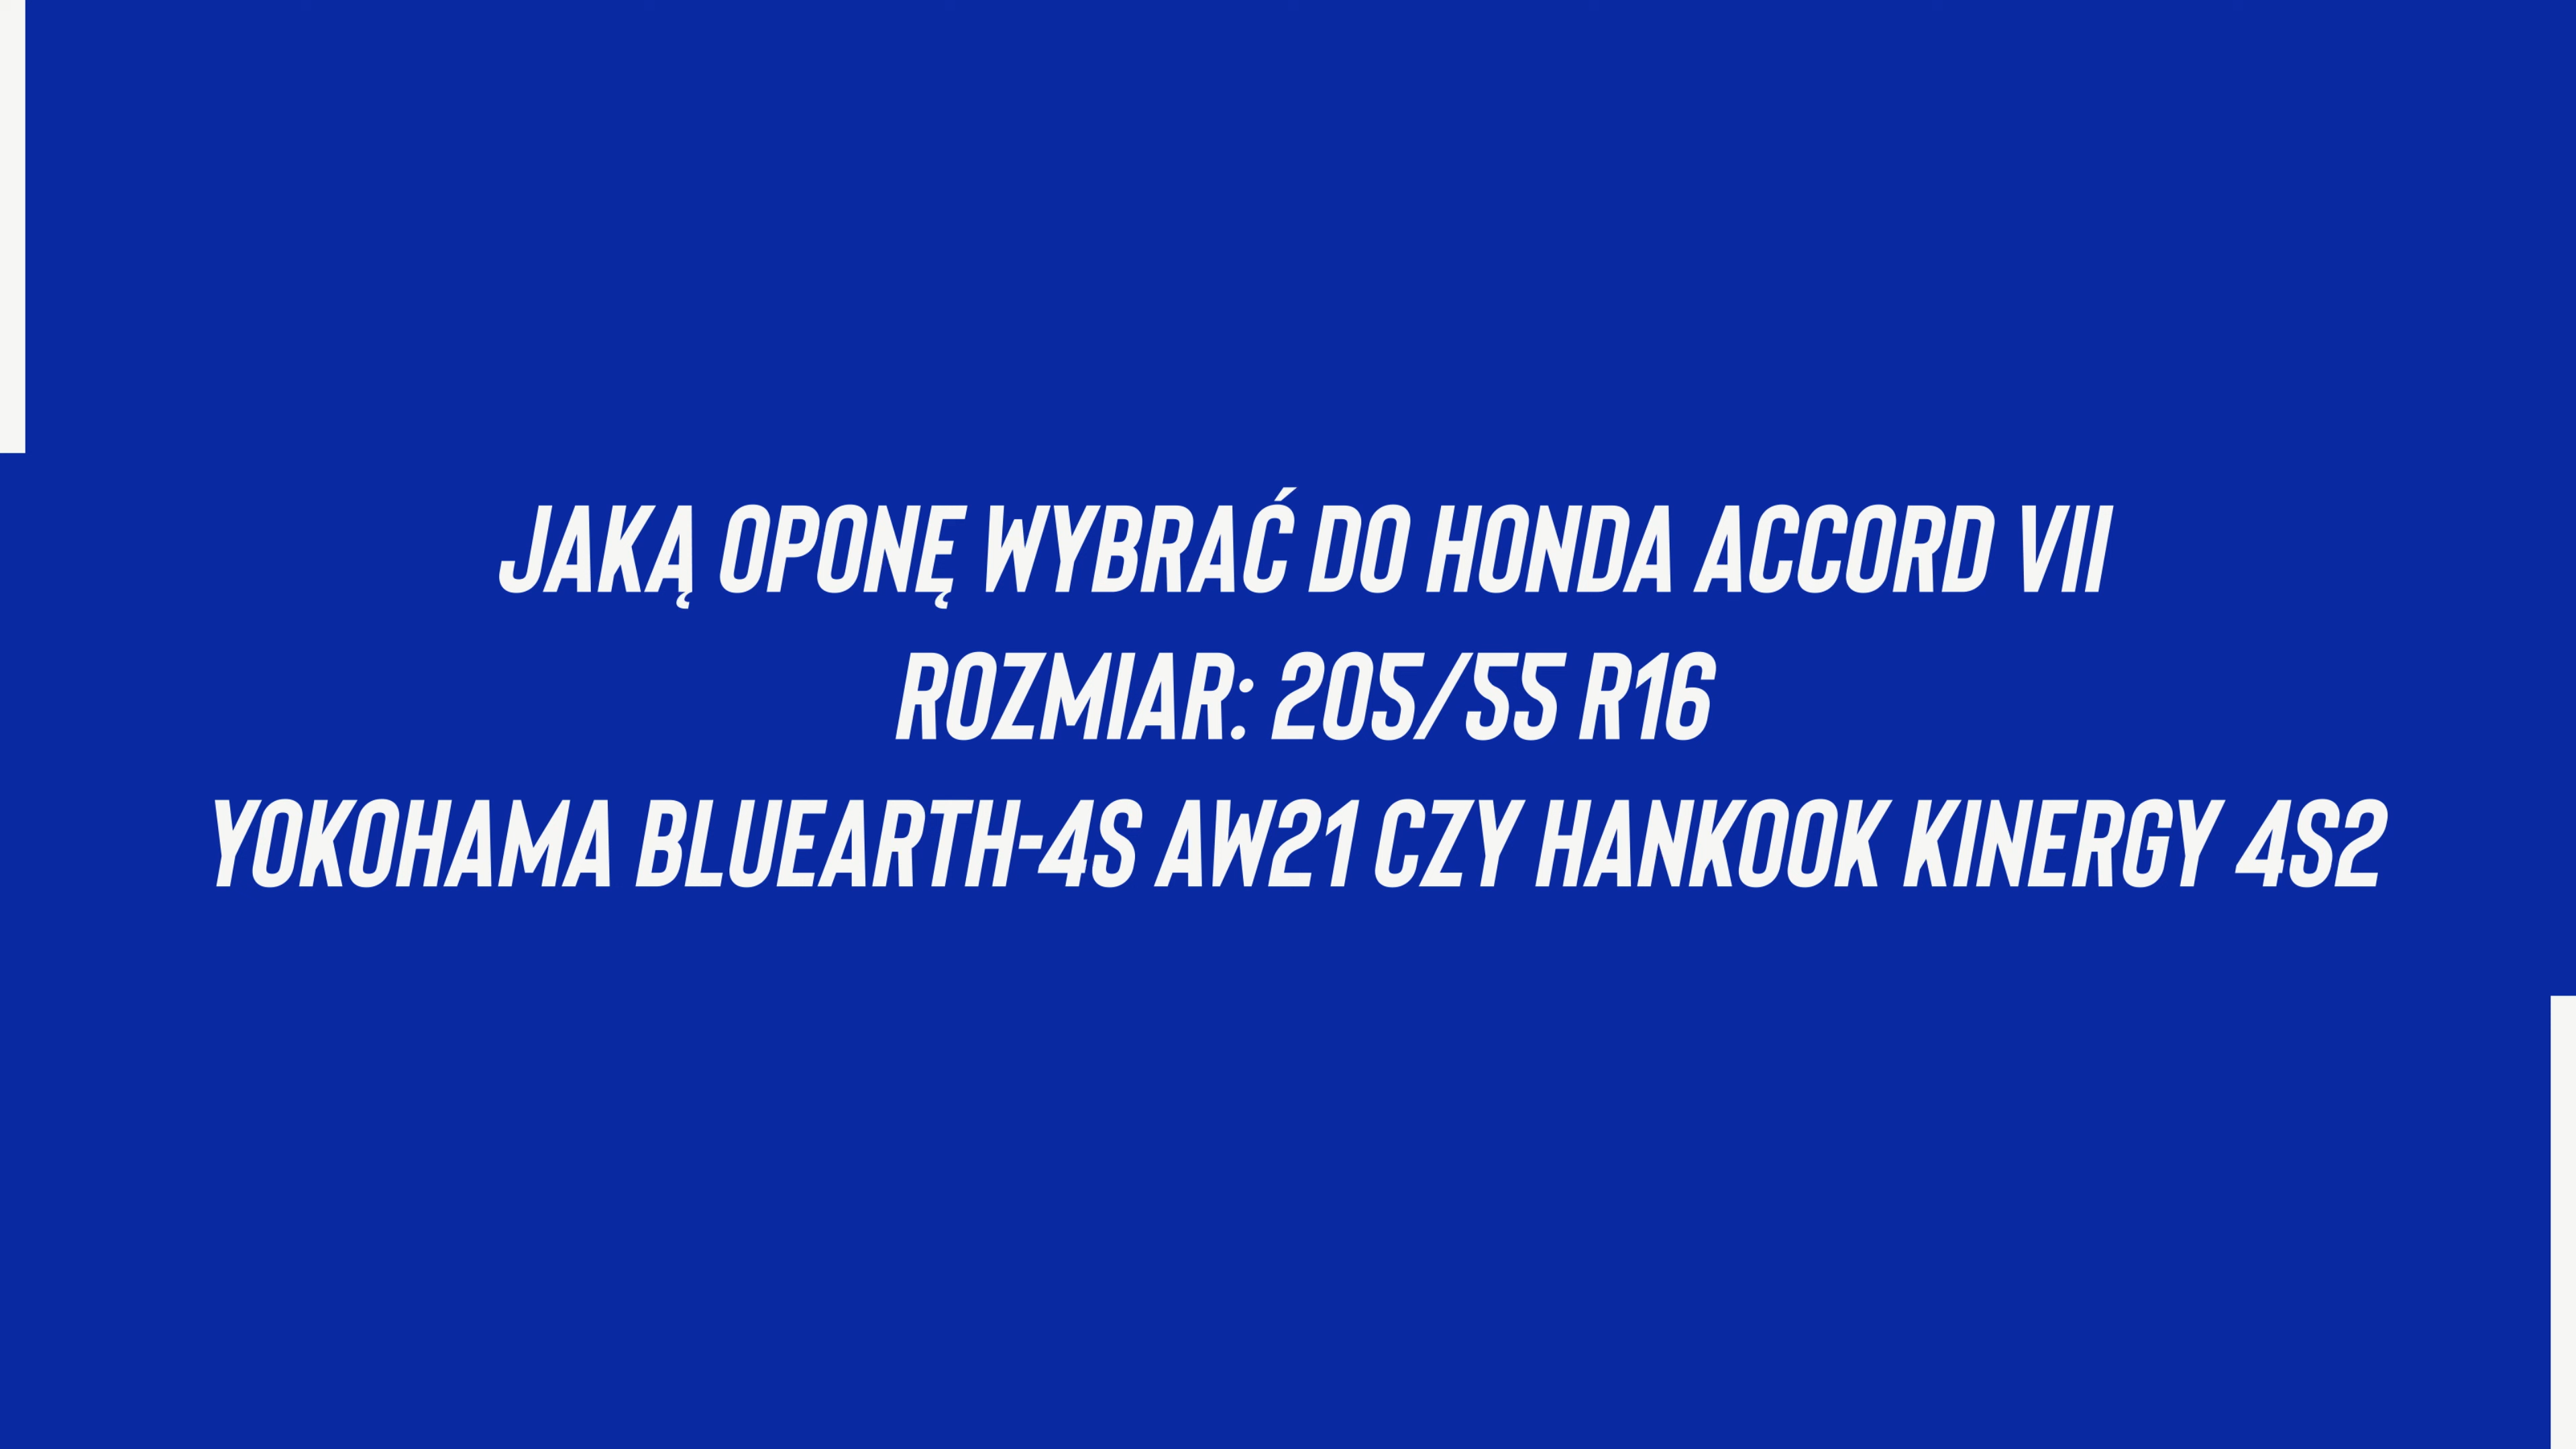 JAKĄ OPONĘ WYBRAĆ DO HONDA ACCORD VII
ROZMIAR: 205/55 R16
YOKOHAMA BLUEARTH-4S AW21 CZY HANKOOK KINERGY 4S2